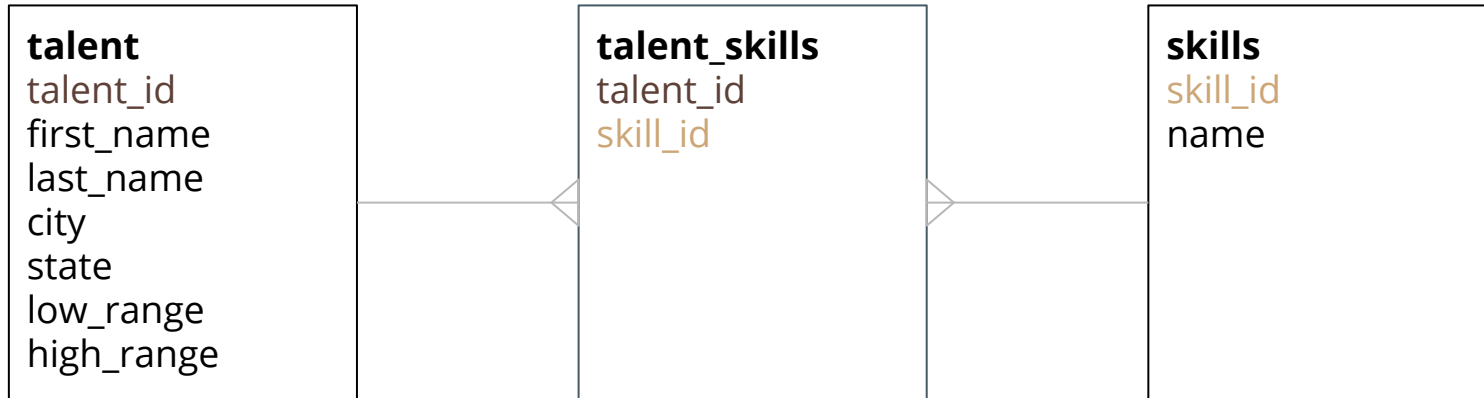 talent
talent_id
first_name
last_name
city
state
low_range
high_range
talent_skills
talent_id
skill_id
skills
skill_id
name